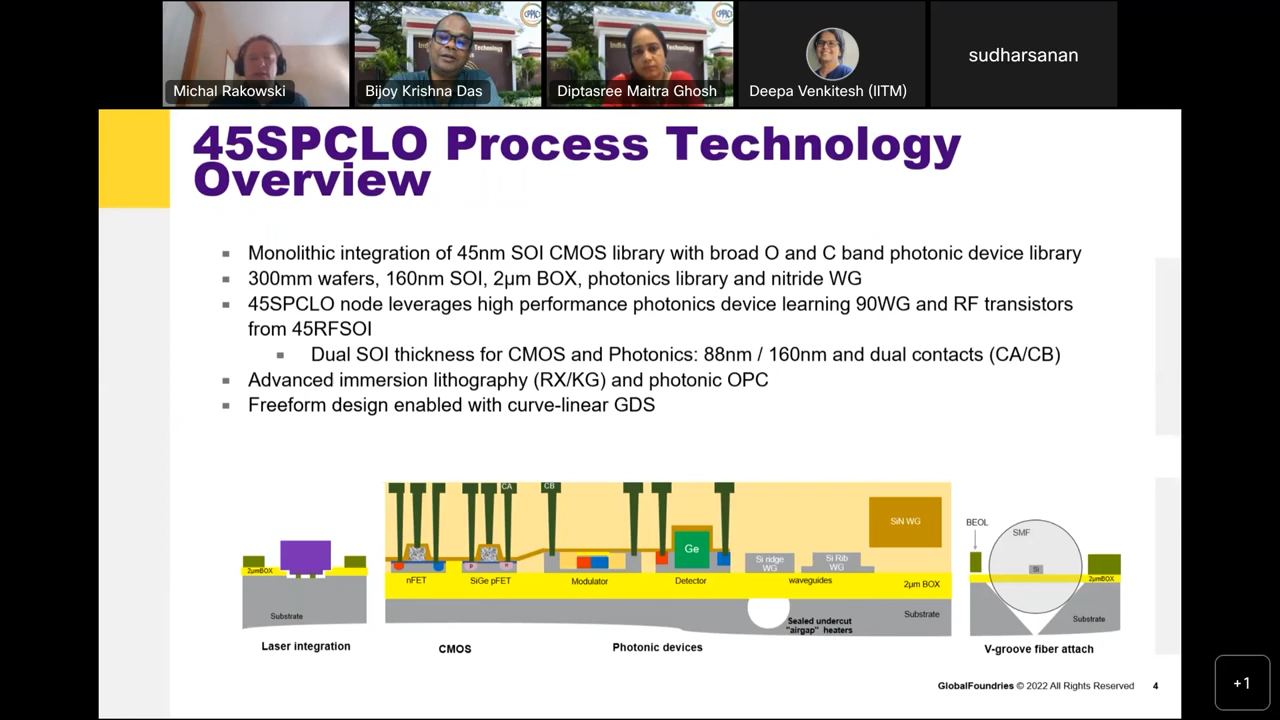 Michal Rakowski
Bijoy Krishna Das
Diptasree Maitra Ghosh
Deepa Venkitesh (IITM)
sudharsanan
45SPCLO Process Technology
Overview
Monolithic integration of 45nm SOI CMOS library with broad O and C band photonic device library
300mm wafers, 160nm SOI, 2µm BOX, photonics library and nitride WG
45SPCLO node leverages high performance photonics device learning 90WG and RF transistors
from 45RFSOI
Dual SOI thickness for CMOS and Photonics: 88nm / 160nm and dual contacts (CA/CB)
Advanced immersion lithography (RX/KG) and photonic OPC
Freeform design enabled with curve-linear GDS
2µmBOX
Substrate
Laser integration
CA
CB
nFET
SiGe pFET
Modulator
Ge
Detector
Si ridge
WG
Si Rib
WG
waveguides
SiN WG
2µm BOX
Substrate
Sealed undercut
"airgap" heaters
CMOS
Photonic devices
BEOL
SMF
Si
2µmBOX
Substrate
V-groove fiber attach
GlobalFoundries © 2022 All Rights Reserved 4
+1